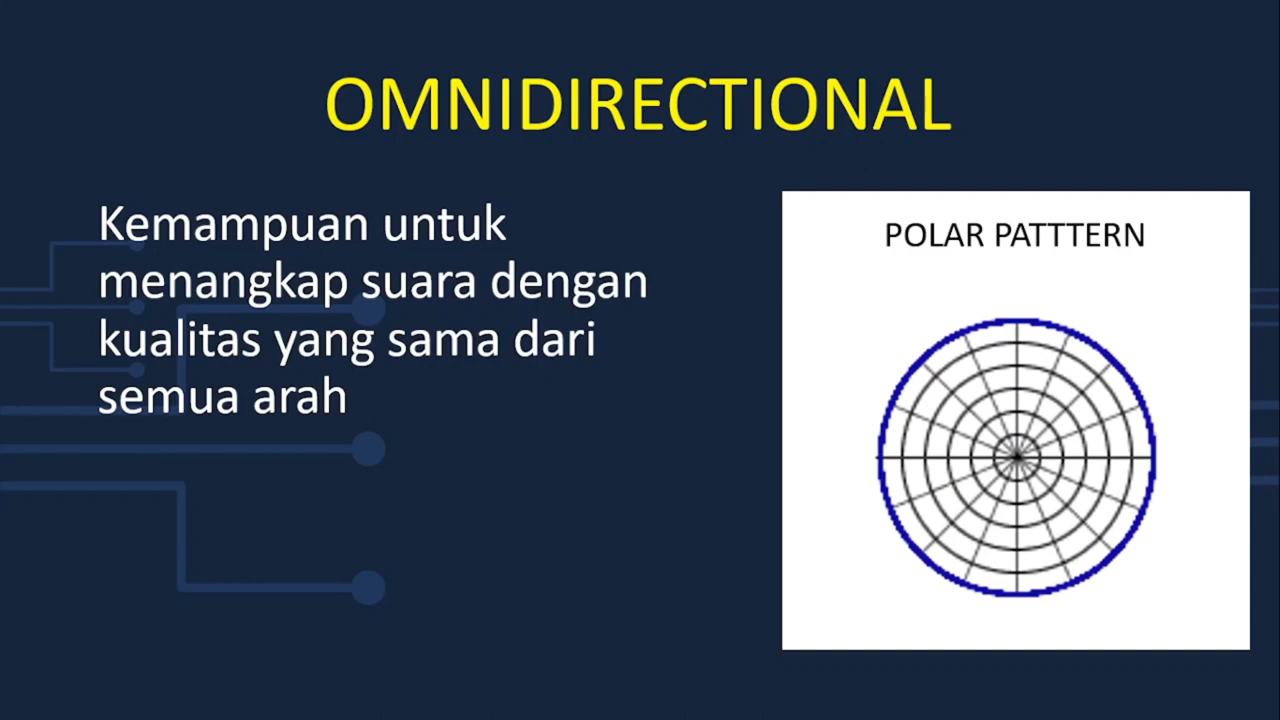 OMNIDIRECTIONAL
Kemampuan untuk
menangkap suara dengan
kualitas yang sama dari
semua arah
POLAR PATTTERN